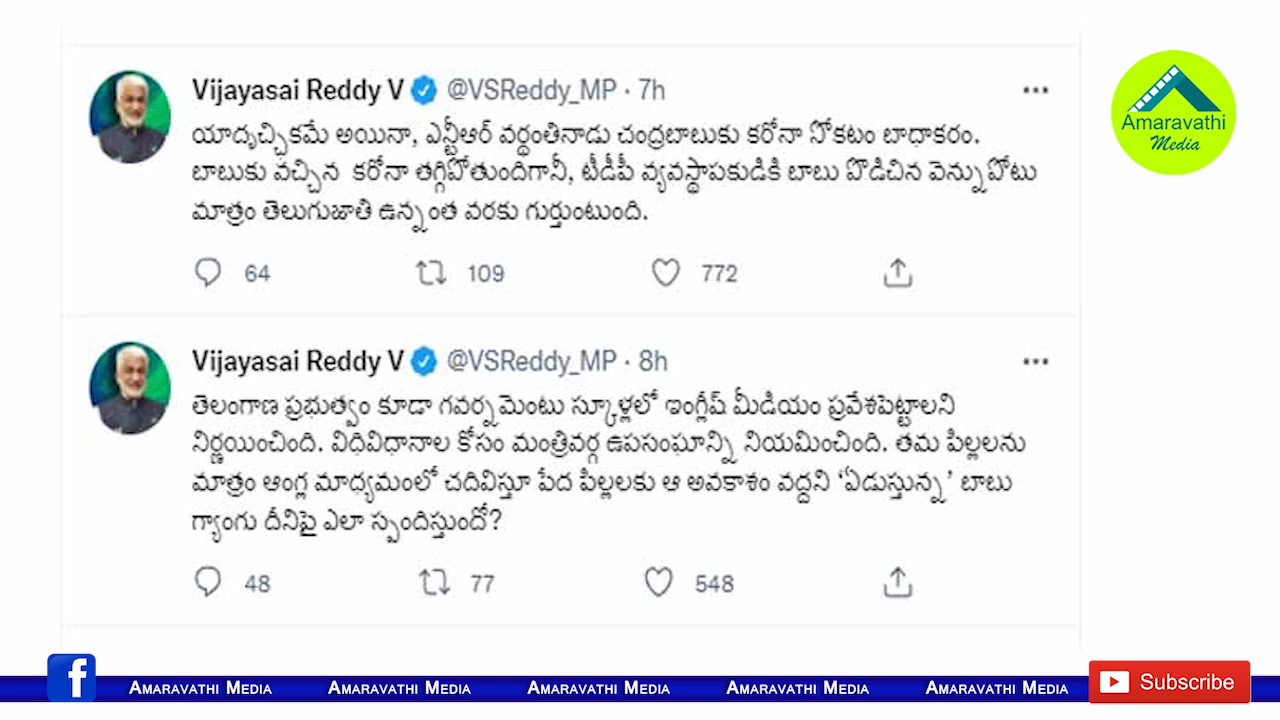 Vijayasai Reddy V @VSReddy_MP · 7h
యాదృచ్చికమే అయినా, ఎన్టీఆర్ వర్థంతినాడు చంద్రబాబుకు కరోనా సోకటం బాధాకరం.
బాబుకు వచ్చిన కరోనా తగ్గిపోతుందిగానీ, టీడీపీ వ్యవస్థాపకుడికి బాబు పొడిచిన వెన్నుపోటు
మాత్రం తెలుగుజాతి ఉన్నంత వరకు గుర్తుంటుంది.
64 109 772
Vijayasai Reddy V @VSReddy_MP · 8h
తెలంగాణ ప్రభుత్వం కూడా గవర్నమెంటు స్కూళ్లలో ఇంగ్లీష్ మీడియం ప్రవేశపెట్టాలని
నిర్ణయించింది. విధివిధానాల కోసం మంత్రివర్గ ఉపసంఘాన్ని నియమించింది. తమ పిల్లలను
మాత్రం ఆంగ్ల మాధ్యమంలో చదివిస్తూ పేద పిల్లలకు ఆ అవకాశం వద్దని ‘ఏడుస్తున్న’ బాబు
గ్యాంగు దీనిపై ఎలా స్పందిస్తుందో?
48 77 548
Amaravathi
Media
f Amaravathi Media Amaravathi Media Amaravathi Media Amaravathi Media Amaravathi Media Subscribe